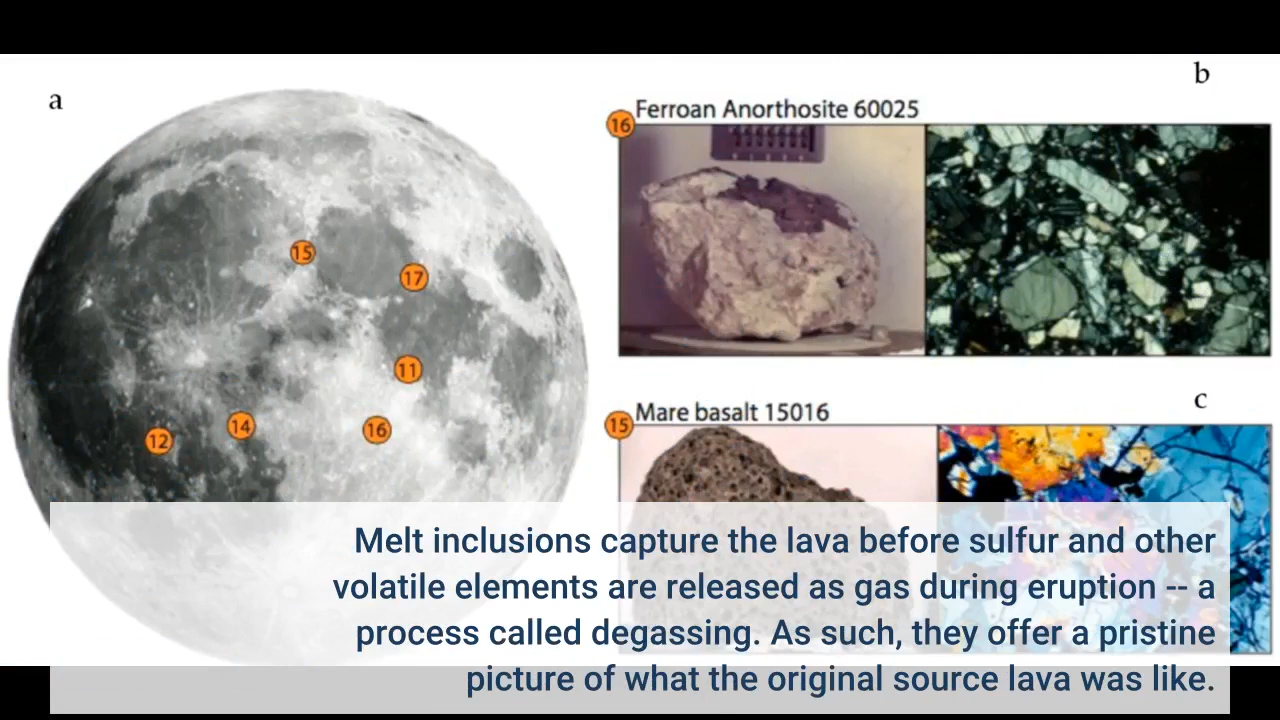 a
b
Ferroan Anorthosite 60025
16
15
17
11
12
14
16
c
Mare basalt 15016
15
Melt inclusions capture the lava before sulfur and other
volatile elements are released as gas during eruption -- a
process called degassing. As such, they offer a pristine
picture of what the original source lava was like.